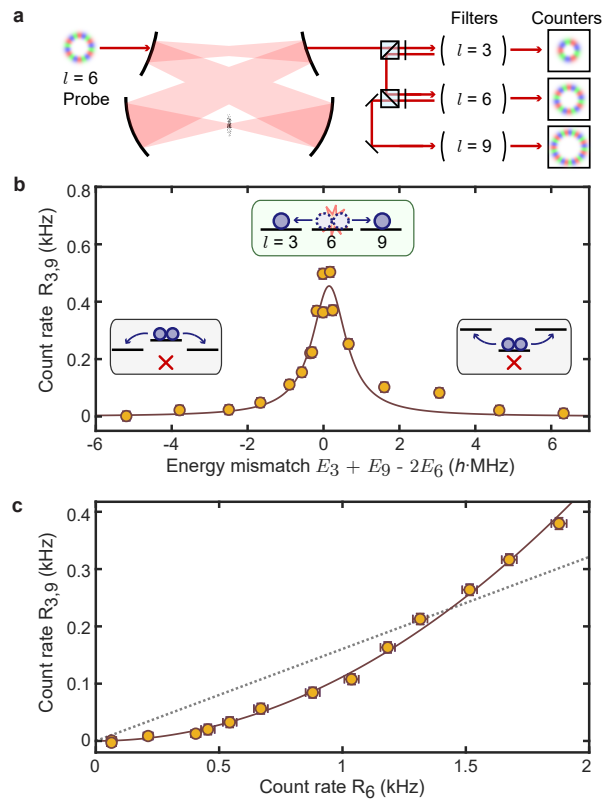 a
Filters
Counters
l = 6
Probe
( l = 3 )
( l = 6 )
( l = 9 )
b
0.8
0.6
0.4
0.2
0
Count rate R3,9 (kHz)
l = 3 6 9
-6 -4 -2 0 2 4 6
Energy mismatch E3 + E9 - 2E6 (h·MHz)
c
0.4
0.3
0.2
0.1
0
Count rate R3,9 (kHz)
0 0.5 1 1.5 2
Count rate R6 (kHz)